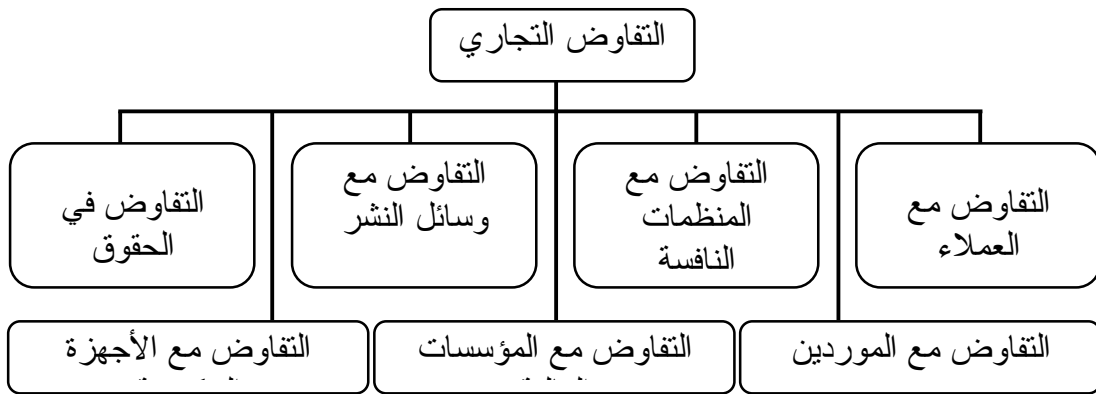 التفاوض التجاري
التفاوض مع
العملاء
التفاوض مع
المنظمات
النافسة
التفاوض مع
وسائل النشر
التفاوض في
الحقوق
التفاوض مع الموردين
التفاوض مع المؤسسات
التفاوض مع الأجهزة